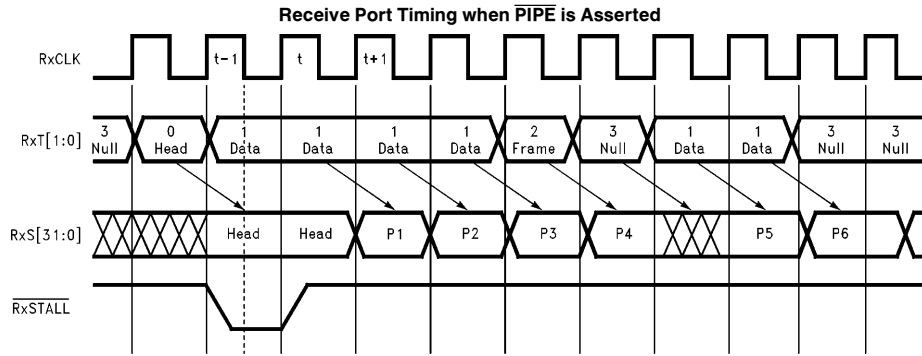 Receive Port Timing when PIPE is Asserted
RxCLK
t-1 t t+1
RxT[1:0]
3 0 1 1 1 1 2 3 1 1 3 3
Null Head Data Data Data Data Frame Null Data Data Null Null
RxS[31:0]
Head Head P1 P2 P3 P4 P5 P6
RxSTALL